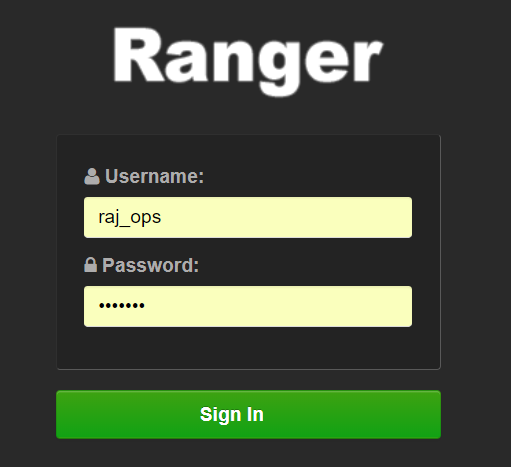 Ranger
Username:
raj_ops
Password:
•••••••
Sign In